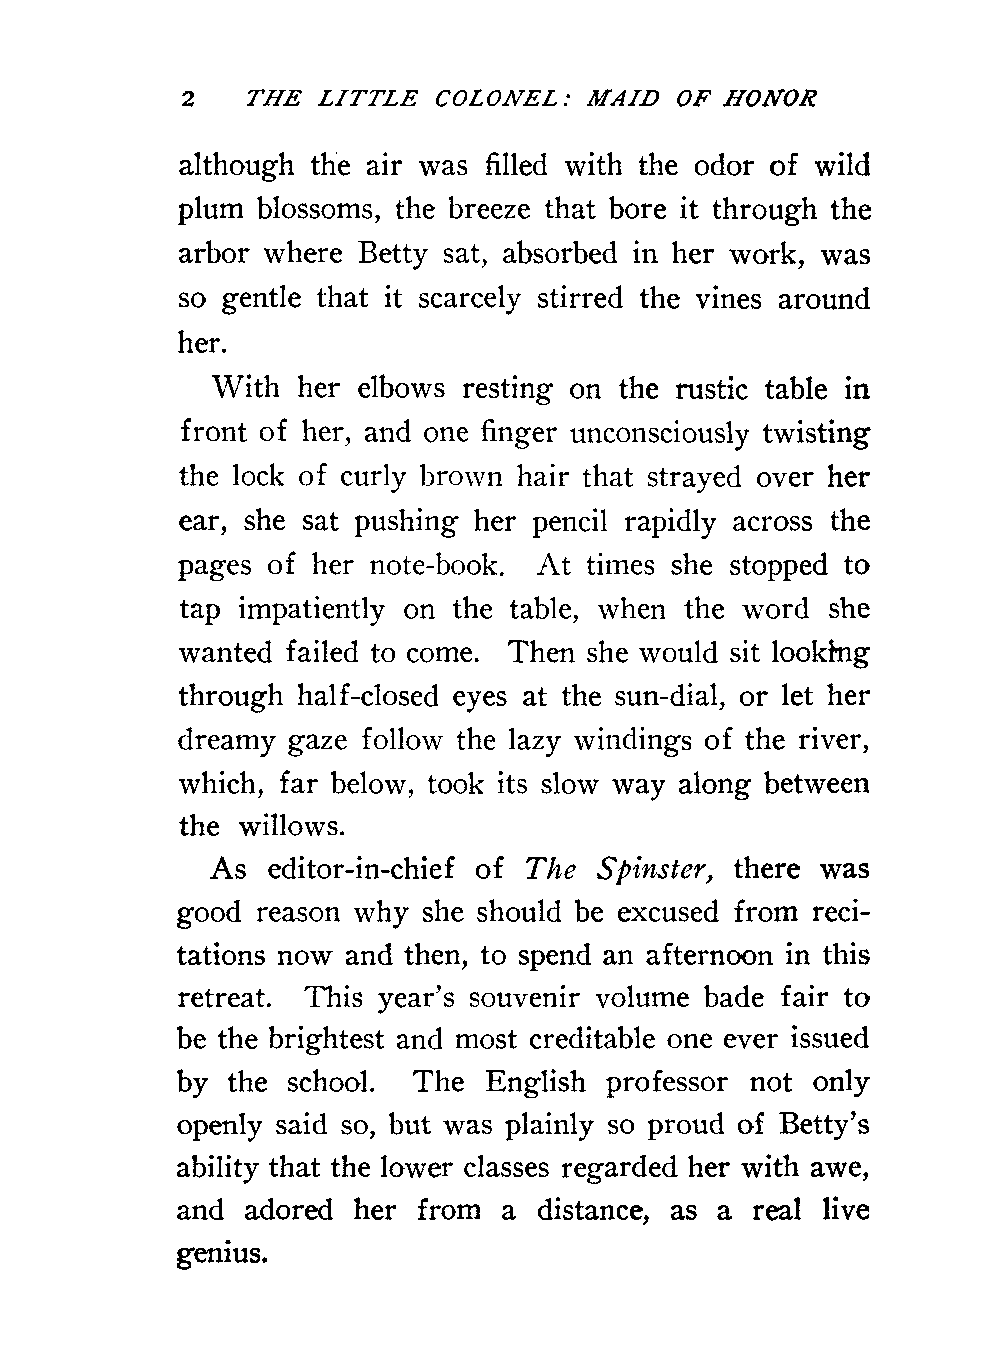 2 THE LITTLE COLONEL: MAID OF HONOR
although the air was filled with the odor of wild
plum blossoms, the breeze that bore it through the
arbor where Betty sat, absorbed in her work, was
so gentle that it scarcely stirred the vines around
her.
With her elbows resting on the rustic table in
front of her, and one finger unconsciously twisting
the lock of curly brown hair that strayed over her
ear, she sat pushing her pencil rapidly across the
pages of her note-book. At times she stopped to
tap impatiently on the table, when the word she
wanted failed to come. Then she would sit looking
through half-closed eyes at the sun-dial, or let her
dreamy gaze follow the lazy windings of the river,
which, far below, took its slow way along between
the willows.
As editor-in-chief of The Spinster, there was
good reason why she should be excused from reci-
tations now and then, to spend an afternoon in this
retreat. This year's souvenir volume bade fair to
be the brightest and most creditable one ever issued
by the school. The English professor not only
openly said so, but was plainly so proud of Betty's
ability that the lower classes regarded her with awe,
and adored her from a distance, as a real live
genius.